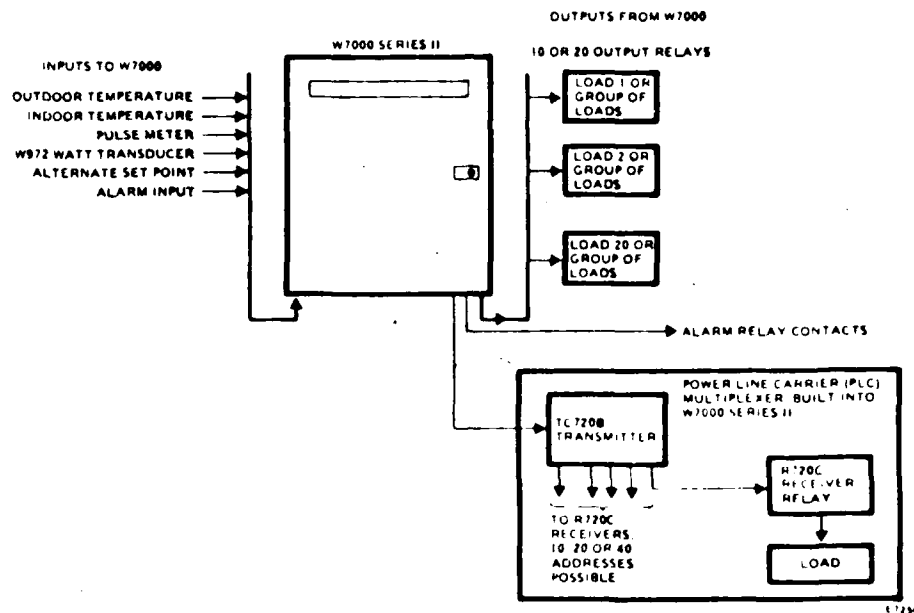 OUTPUTS FROM W7000
W7000 SERIES II
10 OR 20 OUTPUT RELAYS
INPUTS TO W7000
OUTDOOR TEMPERATURE
INDOOR TEMPERATURE
PULSE METER
W972 WATT TRANSDUCER
ALTERNATE SET POINT
ALARM INPUT
LOAD 1 OR
GROUP OF
LOADS
LOAD 2 OR
GROUP OF
LOADS
LOAD 20 OR
GROUP OF
LOADS
ALARM RELAY CONTACTS
POWER LINE CARRIER (PLC)
MULTIPLEXER BUILT INTO
W7000 SERIES II
TC720B
TRANSMITTER
R720C
RECEIVER
RELAY
TO R720C
RECEIVERS,
10, 20 OR 40
ADDRESSES
POSSIBLE
LOAD